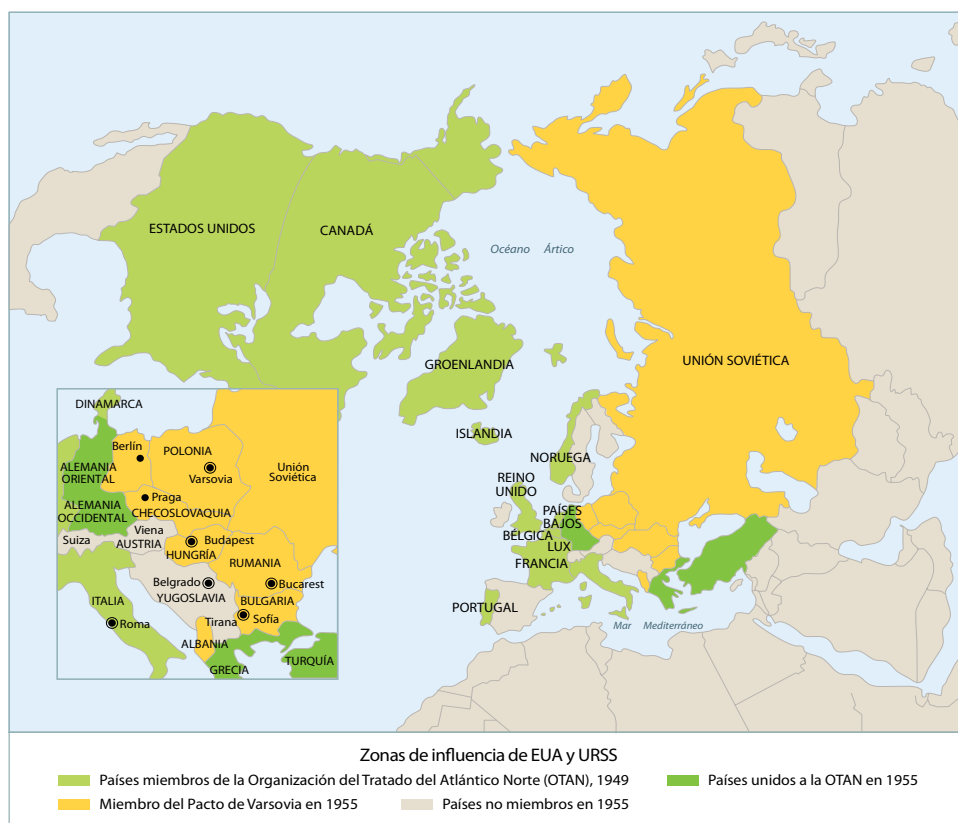 ESTADOS UNIDOS
CANADÁ
Océano Ártico
UNIÓN SOVIÉTICA
GROENLANDIA
ISLANDIA
NORUEGA
REINO
UNIDO
PAÍSES
BAJOS
BÉLGICA
LUX
FRANCIA
PORTUGAL
Mar Mediterráneo
DINAMARCA
Berlín
POLONIA
Varsovia
Unión
Soviética
ALEMANIA
ORIENTAL
Praga
CHECOSLOVAQUIA
ALEMANIA
OCCIDENTAL
Suiza
Viena
AUSTRIA
Budapest
HUNGRÍA
RUMANIA
Belgrado
YUGOSLAVIA
Bucarest
BULGARIA
ITALIA
Roma
Tirana
Sofía
ALBANIA
GRECIA
TURQUÍA
Zonas de influencia de EUA y URSS
Países miembros de la Organización del Tratado del Atlántico Norte (OTAN), 1949
Países unidos a la OTAN en 1955
Miembro del Pacto de Varsovia en 1955
Países no miembros en 1955